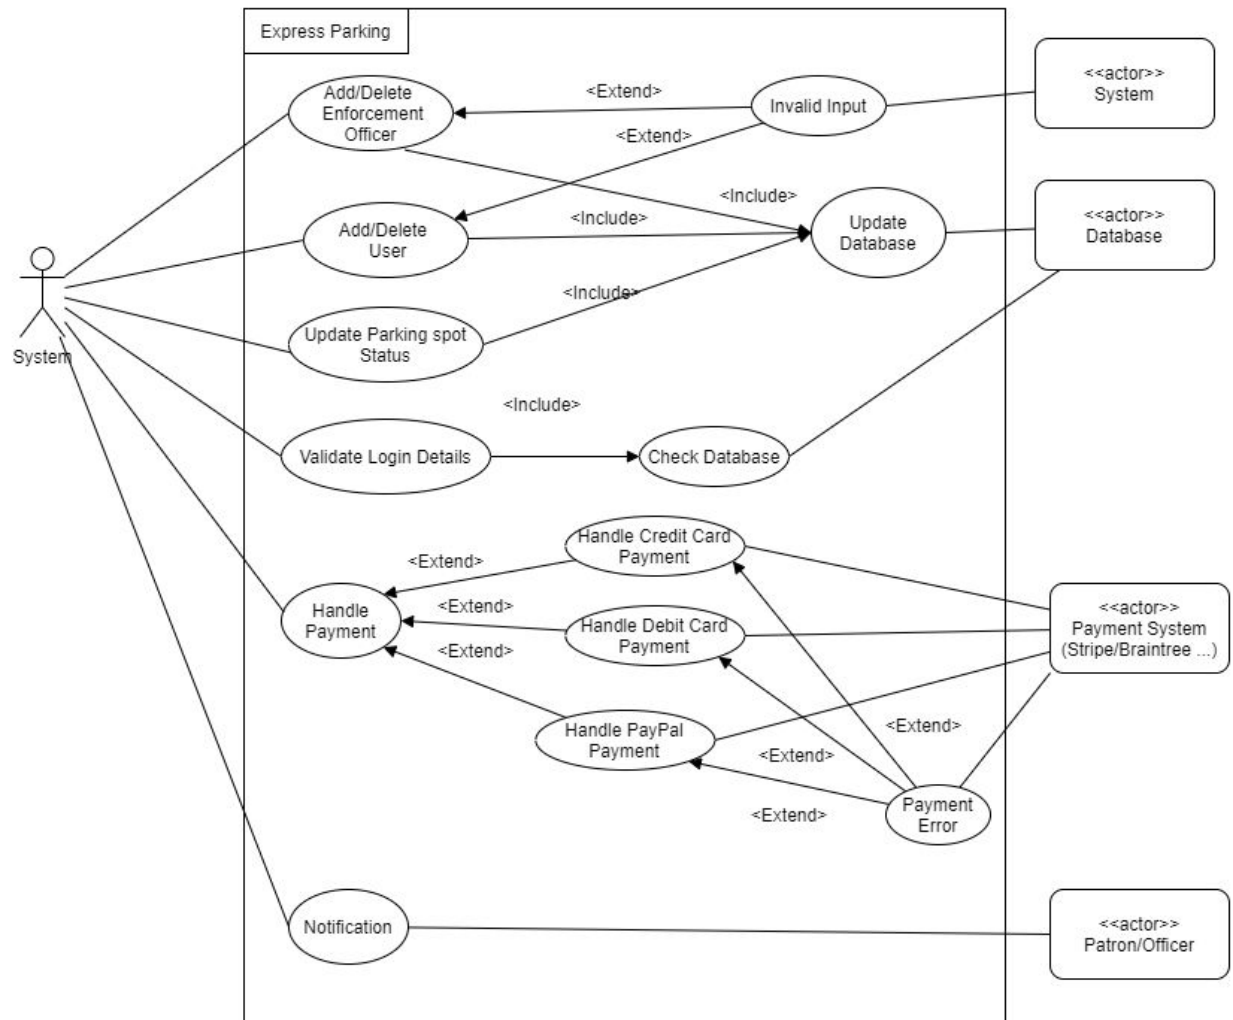 Express Parking
Add/Delete
Enforcement
Officer
<Extend>
Invalid Input
<<actor>>
System
<Extend>
<Include>
Update
Database
<<actor>>
Database
Add/Delete
User
<Include>
<Include>
System
Update Parking spot
Status
<Include>
Validate Login Details
Check Database
Handle Credit Card
Payment
<Extend>
Handle
Payment
<Extend>
Handle Debit Card
Payment
<<actor>>
Payment System
(Stripe/Braintree ...)
<Extend>
Handle PayPal
Payment
<Extend>
<Extend>
<Extend>
Payment
Error
Notification
<<actor>>
Patron/Officer